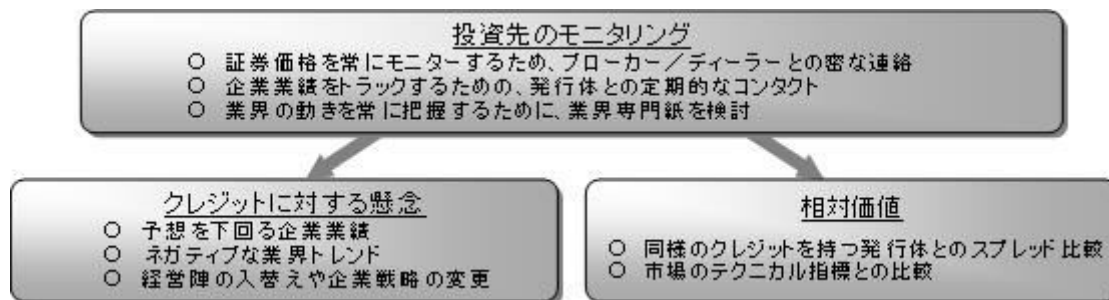 投資先のモニタリング
○ 証券価格を常にモニターするため、ブローカー／ディーラーとの密な連絡
○ 企業業績をトラックするための、発行体との定期的なコンタクト
○ 業界の動きを常に把握するために、業界専門紙を検討
クレジットに対する懸念
○ 予想を下回る企業業績
○ ネガティブな業界トレンド
○ 経営陣の入替えや企業戦略の変更
相対価値
○ 同様のクレジットを持つ発行体とのスプレッド比較
○ 市場のテクニカル指標との比較